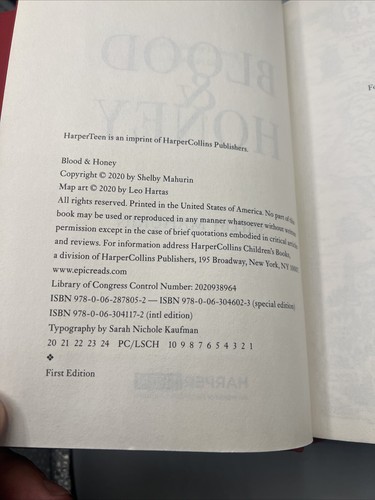 BLOOD
&
HONEY
HarperTeen is an imprint of HarperCollins Publishers.
Blood & Honey
Copyright © 2020 by Shelby Mahurin
Map art © 2020 by Leo Hartas
All rights reserved. Printed in the United States of America. No part of this
book may be used or reproduced in any manner whatsoever without written
permission except in the case of brief quotations embodied in critical articles
and reviews. For information address HarperCollins Children's Books,
a division of HarperCollins Publishers, 195 Broadway, New York, NY 10007.
www.epicreads.com
Library of Congress Control Number: 2020938964
ISBN 978-0-06-287805-2 — ISBN 978-0-06-304602-3 (special edition)
ISBN 978-0-06-304117-2 (intl edition)
Typography by Sarah Nichole Kaufman
20 21 22 23 24 PC/LSCH 10 9 8 7 6 5 4 3 2 1
❖
First Edition